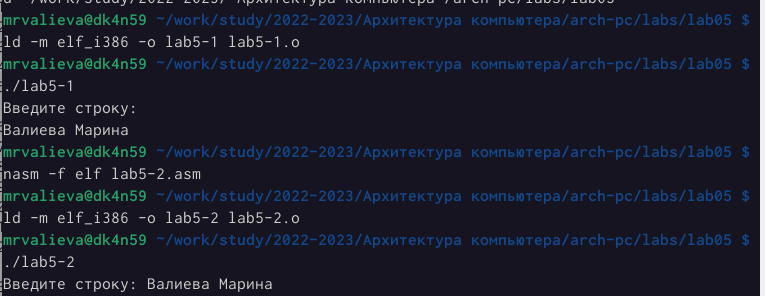 d ~/work/study/2022-2023/"Архитектура компьютера"/arch-pc/labs/lab05
mrvalieva@dk4n59 ~/work/study/2022-2023/Архитектура компьютера/arch-pc/labs/lab05 $
ld -m elf_i386 -o lab5-1 lab5-1.o
mrvalieva@dk4n59 ~/work/study/2022-2023/Архитектура компьютера/arch-pc/labs/lab05 $
./lab5-1
Введите строку:
Валиева Марина
mrvalieva@dk4n59 ~/work/study/2022-2023/Архитектура компьютера/arch-pc/labs/lab05 $
nasm -f elf lab5-2.asm
mrvalieva@dk4n59 ~/work/study/2022-2023/Архитектура компьютера/arch-pc/labs/lab05 $
ld -m elf_i386 -o lab5-2 lab5-2.o
mrvalieva@dk4n59 ~/work/study/2022-2023/Архитектура компьютера/arch-pc/labs/lab05 $
./lab5-2
Введите строку: Валиева Марина